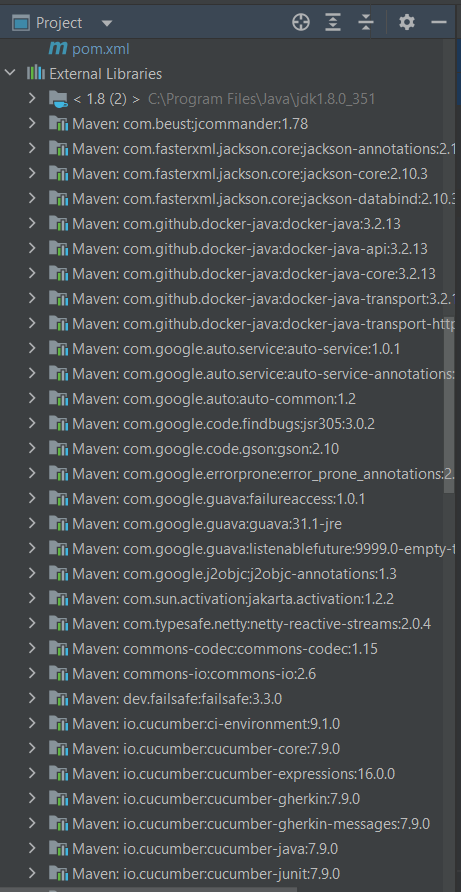 Project
pom.xml
External Libraries
< 1.8 (2) > C:\Program Files\Java\jdk1.8.0_351
Maven: com.beust:jcommander:1.78
Maven: com.fasterxml.jackson.core:jackson-annotations:2.1
Maven: com.fasterxml.jackson.core:jackson-core:2.10.3
Maven: com.fasterxml.jackson.core:jackson-databind:2.10.3
Maven: com.github.docker-java:docker-java:3.2.13
Maven: com.github.docker-java:docker-java-api:3.2.13
Maven: com.github.docker-java:docker-java-core:3.2.13
Maven: com.github.docker-java:docker-java-transport:3.2.1
Maven: com.github.docker-java:docker-java-transport-http
Maven: com.google.auto.service:auto-service:1.0.1
Maven: com.google.auto.service:auto-service-annotations:
Maven: com.google.auto:auto-common:1.2
Maven: com.google.code.findbugs:jsr305:3.0.2
Maven: com.google.code.gson:gson:2.10
Maven: com.google.errorprone:error_prone_annotations:2.
Maven: com.google.guava:failureaccess:1.0.1
Maven: com.google.guava:guava:31.1-jre
Maven: com.google.guava:listenablefuture:9999.0-empty-t
Maven: com.google.j2objc:j2objc-annotations:1.3
Maven: com.sun.activation:jakarta.activation:1.2.2
Maven: com.typesafe.netty:netty-reactive-streams:2.0.4
Maven: commons-codec:commons-codec:1.15
Maven: commons-io:commons-io:2.6
Maven: dev.failsafe:failsafe:3.3.0
Maven: io.cucumber:ci-environment:9.1.0
Maven: io.cucumber:cucumber-core:7.9.0
Maven: io.cucumber:cucumber-expressions:16.0.0
Maven: io.cucumber:cucumber-gherkin:7.9.0
Maven: io.cucumber:cucumber-gherkin-messages:7.9.0
Maven: io.cucumber:cucumber-java:7.9.0
Maven: io.cucumber:cucumber-junit:7.9.0